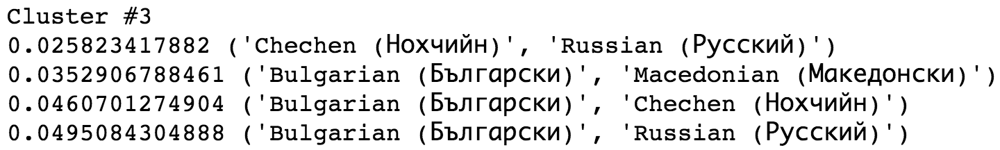 Cluster #3
0.025823417882 ('Chechen (Нохчийн)', 'Russian (Русский)')
0.0352906788461 ('Bulgarian (Български)', 'Macedonian (Македонски)')
0.0460701274904 ('Bulgarian (Български)', 'Chechen (Нохчийн)')
0.0495084304888 ('Bulgarian (Български)', 'Russian (Русский)')